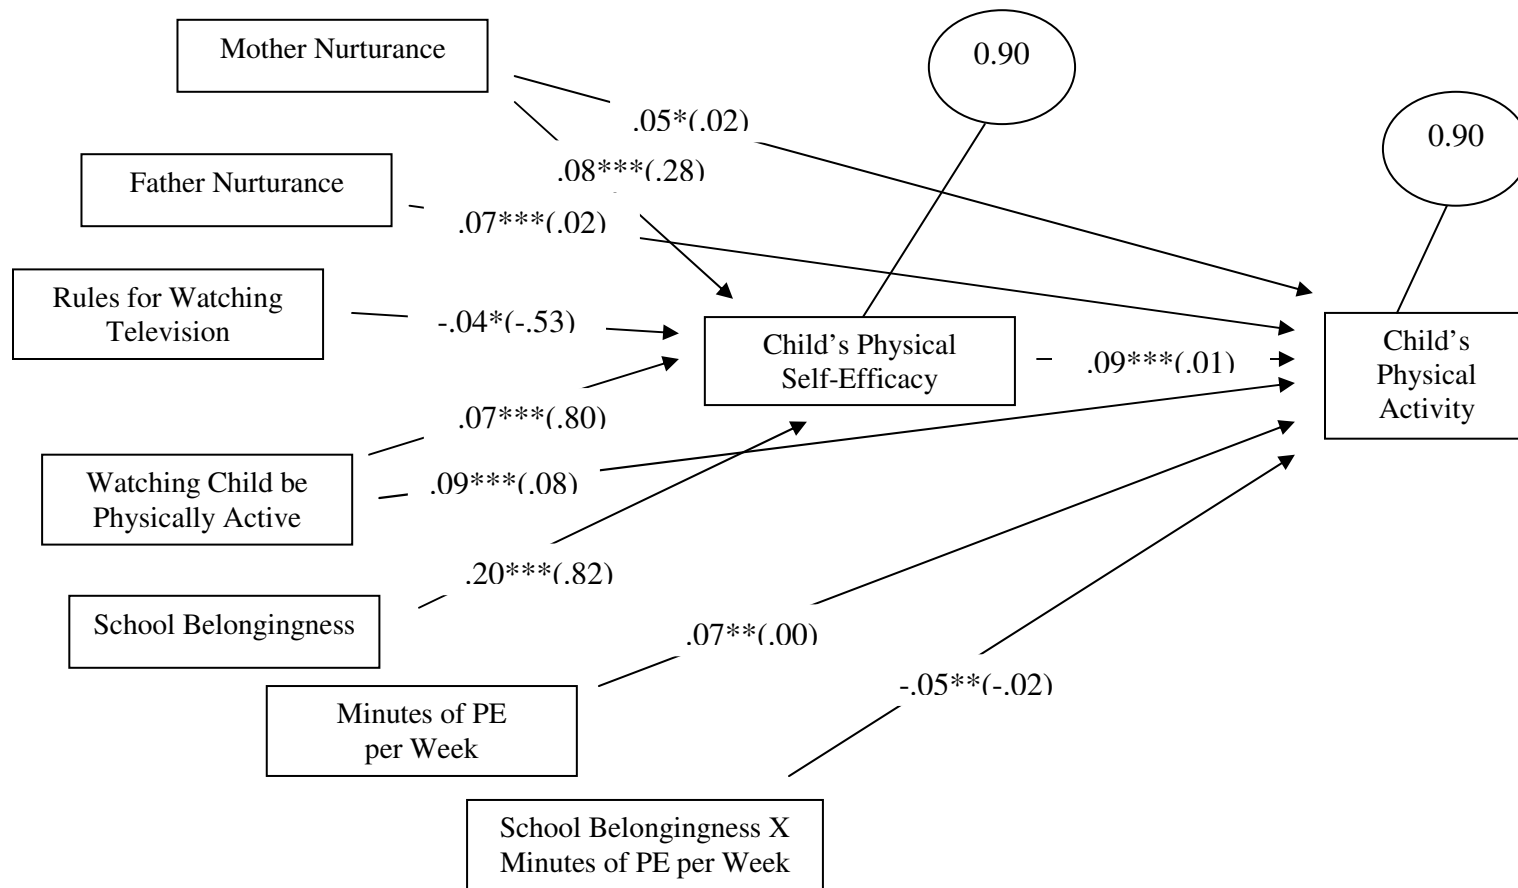 Mother Nurturance
0.90
.05*(.02)
0.90
.08***(.28)
Father Nurturance
.07***(.02)
Rules for Watching
Television
-.04*(-.53)
Child's Physical
Self-Efficacy
.09***(.01)
Child's
Physical
Activity
.07***(.80)
Watching Child be
Physically Active
.09***(.08)
.20***(.82)
School Belongingness
.07**(.00)
Minutes of PE
per Week
-.05**(-.02)
School Belongingness X
Minutes of PE per Week